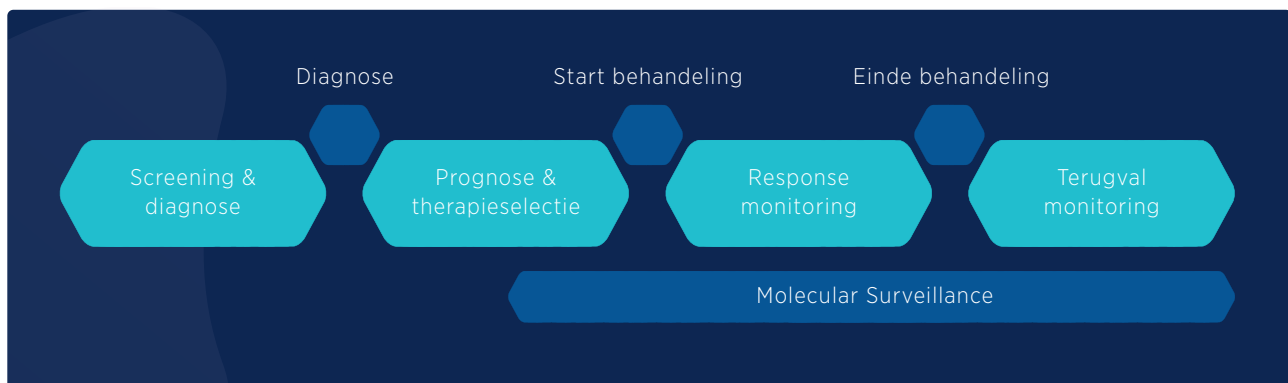 Diagnose
Start behandeling
Einde behandeling
Screening &
diagnose
Prognose &
therapieselectie
Response
monitoring
Terugval
monitoring
Molecular Surveillance